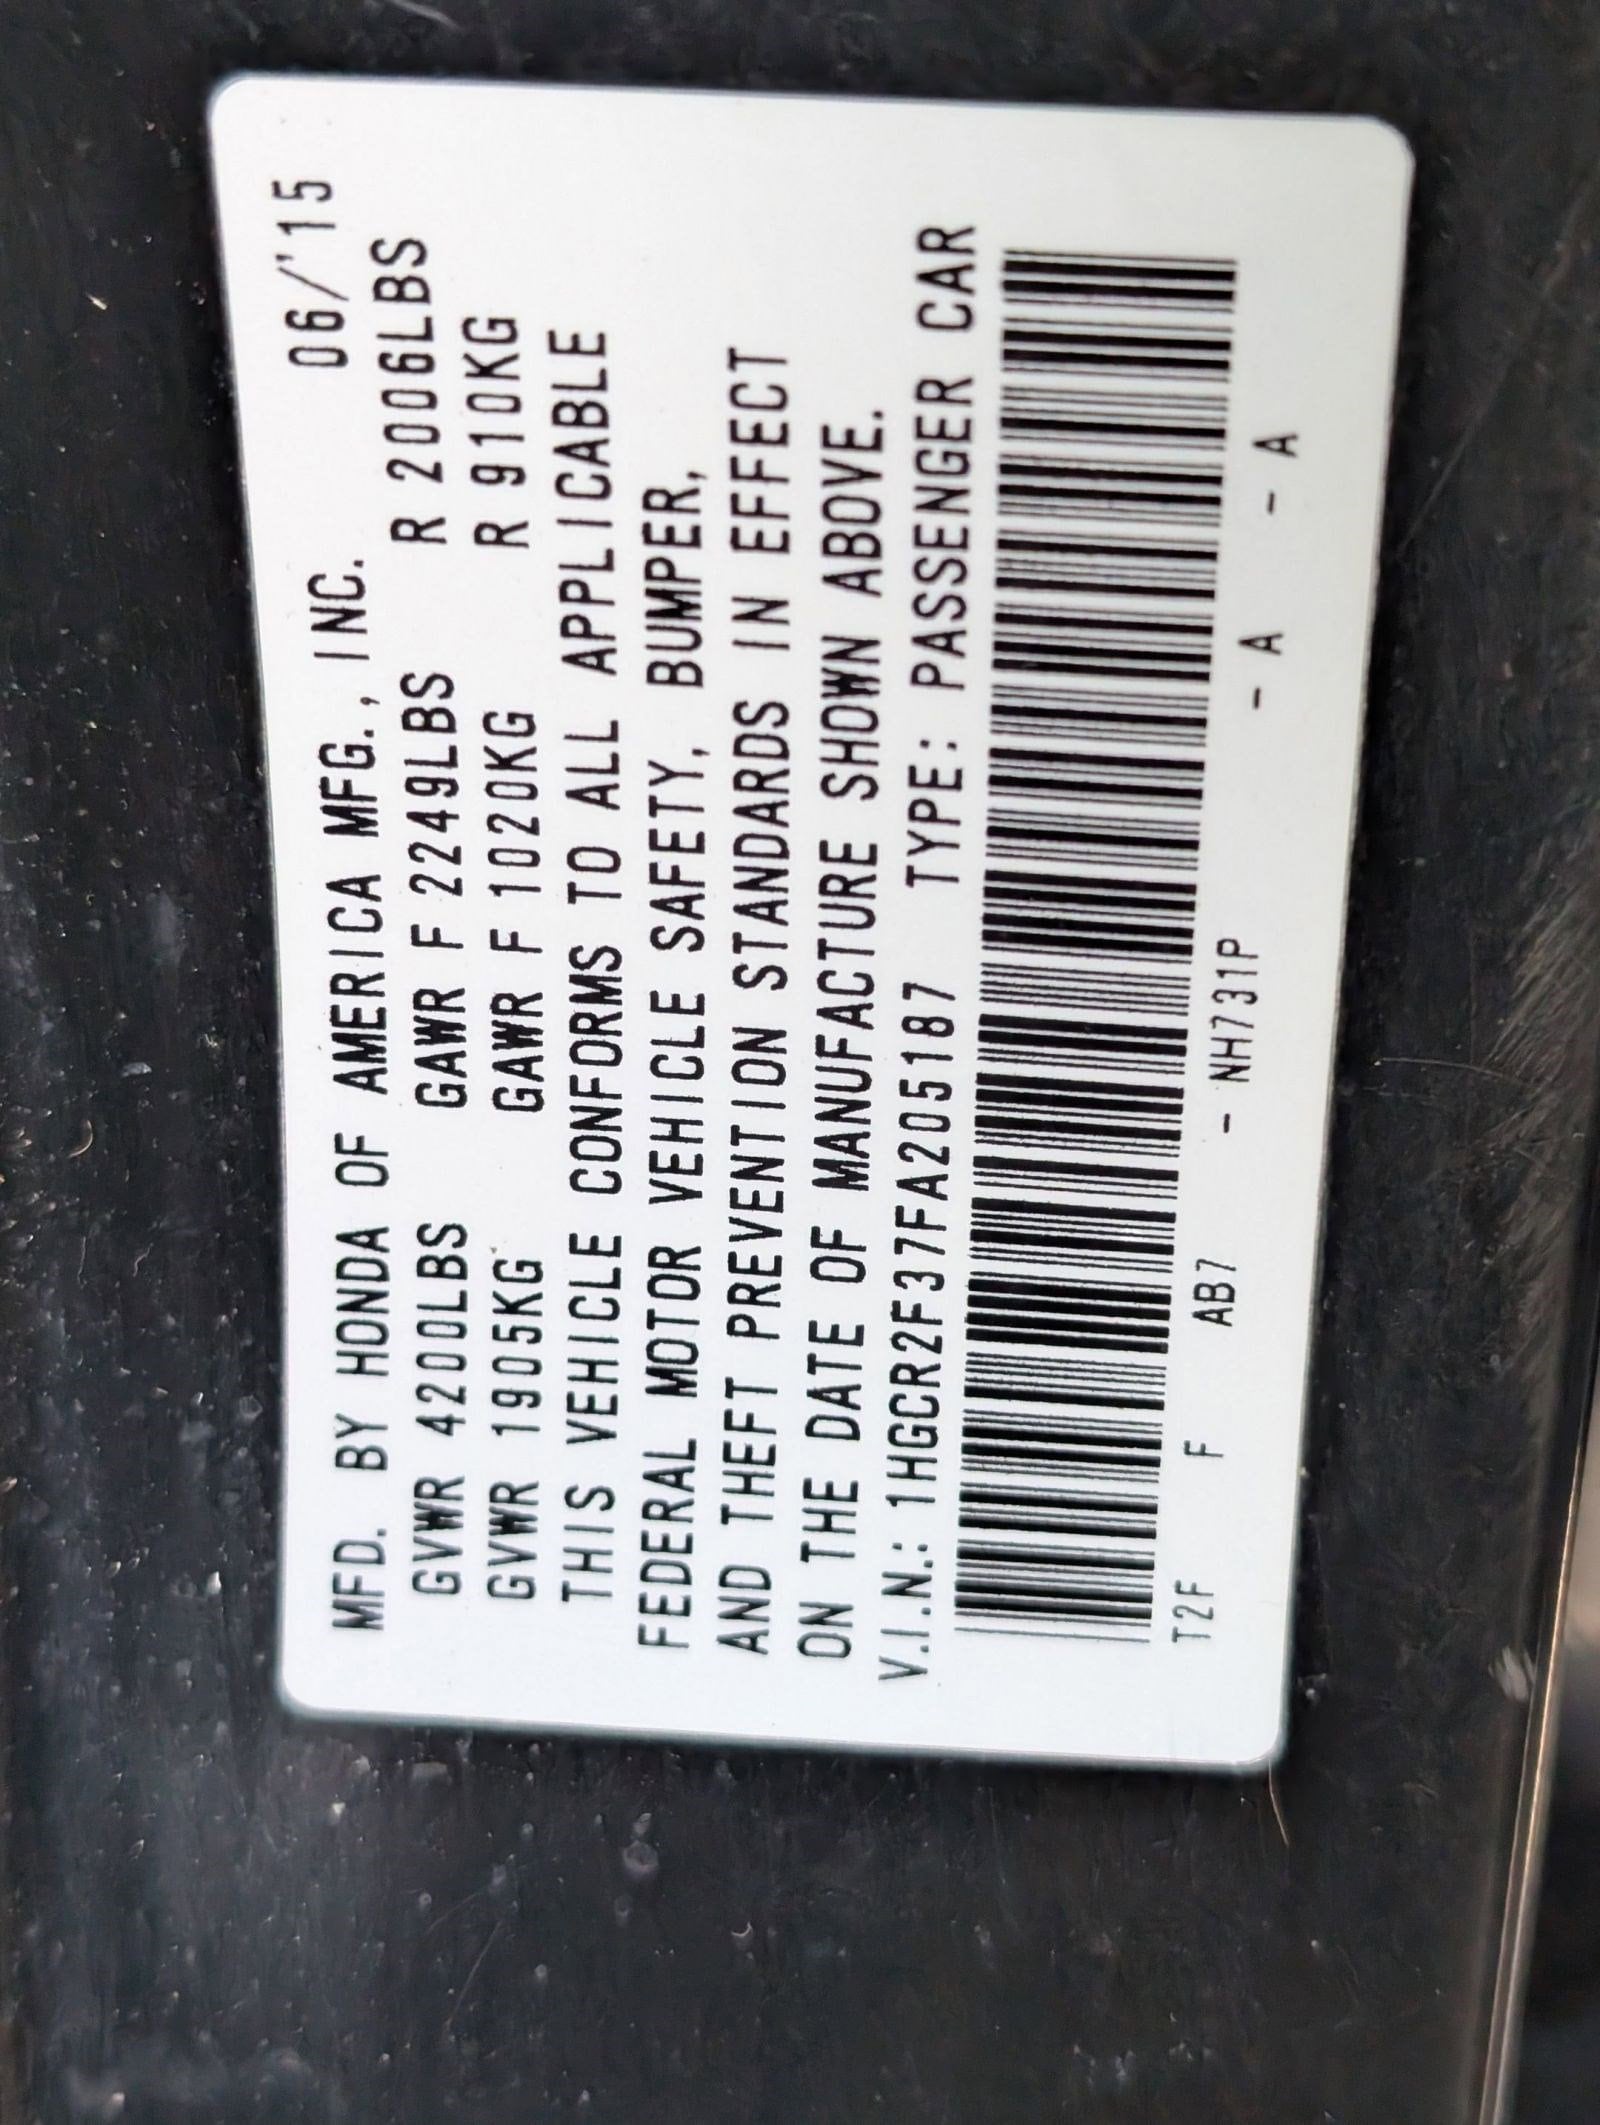 MFD. BY HONDA OF AMERICA MFG., INC. 06/'15
GVWR 4200LBS GAWR F 2249LBS R 2006LBS
GVWR 1905KG GAWR F 1020KG R 910KG
THIS VEHICLE CONFORMS TO ALL APPLICABLE
FEDERAL MOTOR VEHICLE SAFETY, BUMPER,
AND THEFT PREVENTION STANDARDS IN EFFECT
ON THE DATE OF MANUFACTURE SHOWN ABOVE.
V.I.N.: 1HGCR2F37FA205187 TYPE: PASSENGER CAR
T2F F AB7 - NH731P - A - A